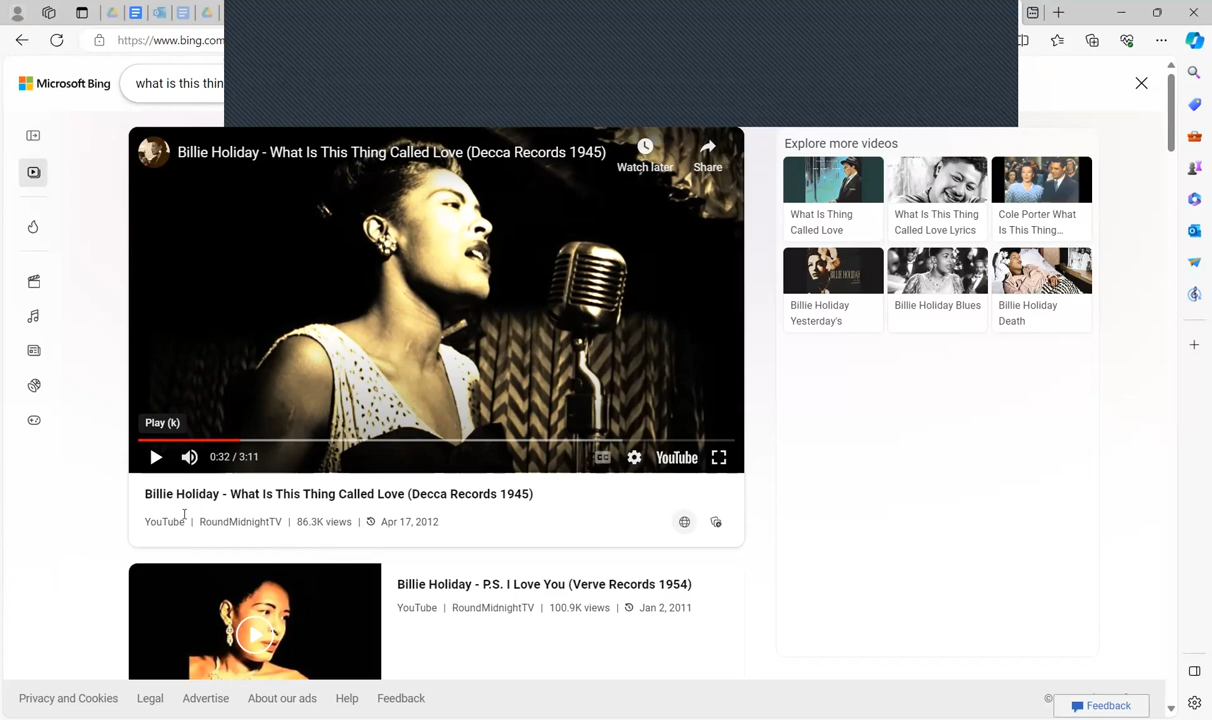 https://www.bing.com
Microsoft Bing
what is this thin
Billie Holiday - What Is This Thing Called Love (Decca Records 1945)
Watch later
Share
Play (k)
0:32 / 3:11
CC
YouTube
Billie Holiday - What Is This Thing Called Love (Decca Records 1945)
YouTube | RoundMidnightTV | 86.3K views | Apr 17, 2012
Billie Holiday - P.S. I Love You (Verve Records 1954)
YouTube | RoundMidnightTV | 100.9K views | Jan 2, 2011
Explore more videos
What Is Thing
Called Love
What Is This Thing
Called Love Lyrics
Cole Porter What
Is This Thing...
BILLIE HOLIDAY
Billie Holiday
Yesterday's
Billie Holiday Blues
Billie Holiday
Death
Privacy and Cookies
Legal
Advertise
About our ads
Help
Feedback
©
Feedback